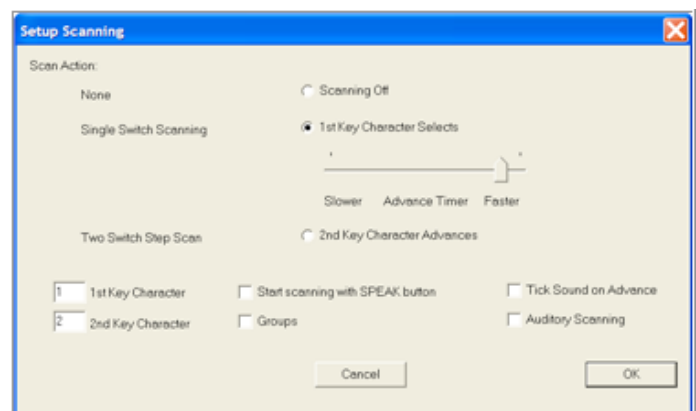 Setup Scanning
Scan Action:
None Scanning Off
Single Switch Scanning 1st Key Character Selects
Slower Advance Timer Faster
Two Switch Step Scan 2nd Key Character Advances
1 1st Key Character Start scanning with SPEAK button Tick Sound on Advance
2 2nd Key Character Groups Auditory Scanning
Cancel OK